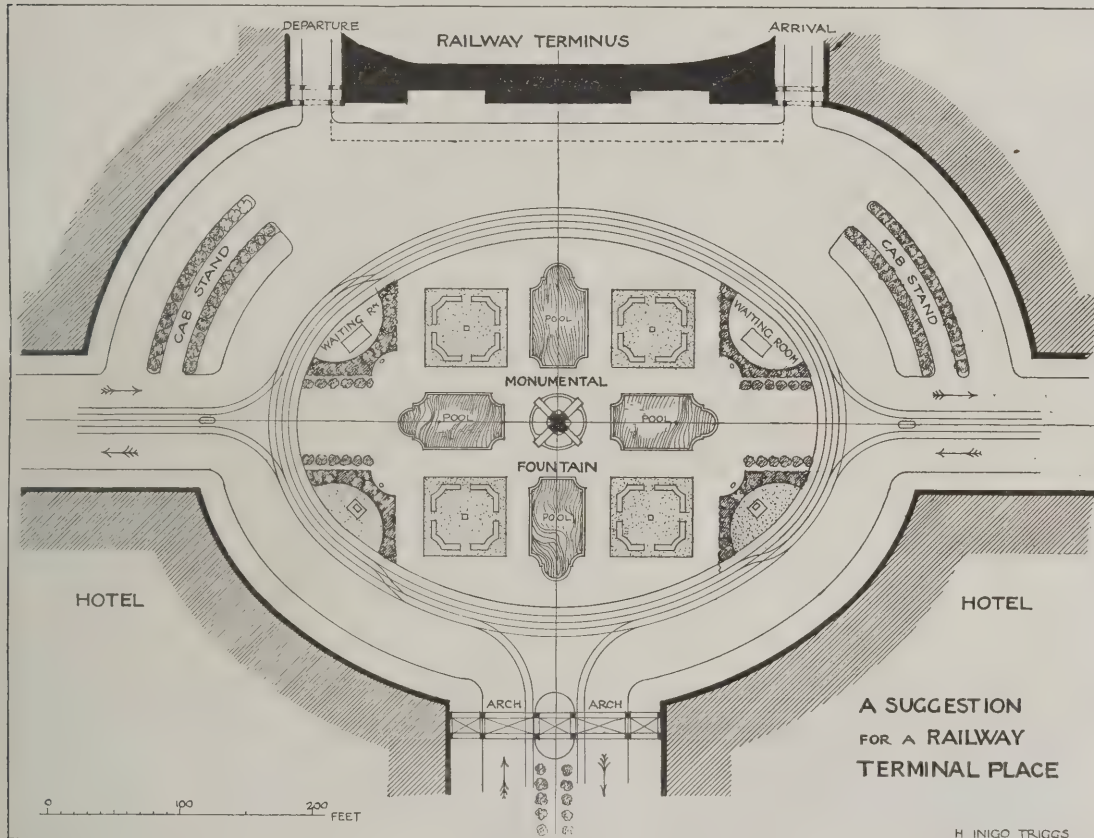 DEPARTURE
RAILWAY TERMINUS
ARRIVAL
CAB STAND
CAB STAND
WAITING RM
POOL
WAITING ROOM
MONUMENTAL
POOL
POOL
FOUNTAIN
POOL
HOTEL
HOTEL
ARCH
ARCH
A SUGGESTION
FOR A RAILWAY
TERMINAL PLACE
0 100 200 FEET
H INIGO TRIGGS